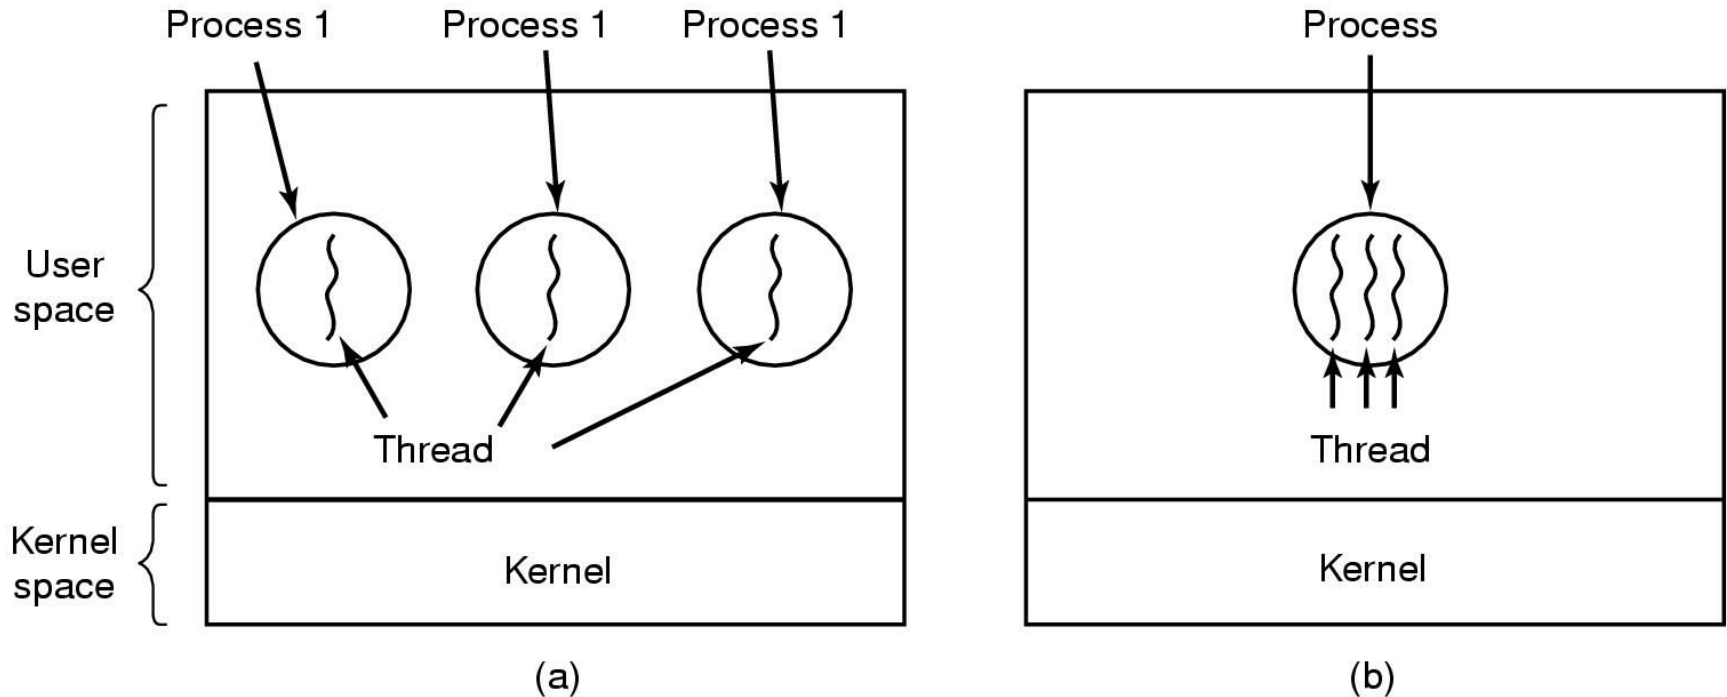 Process 1
Process 1
Process 1
User
space
Thread
Kernel
space
Kernel
(a)
Process
Thread
Kernel
(b)